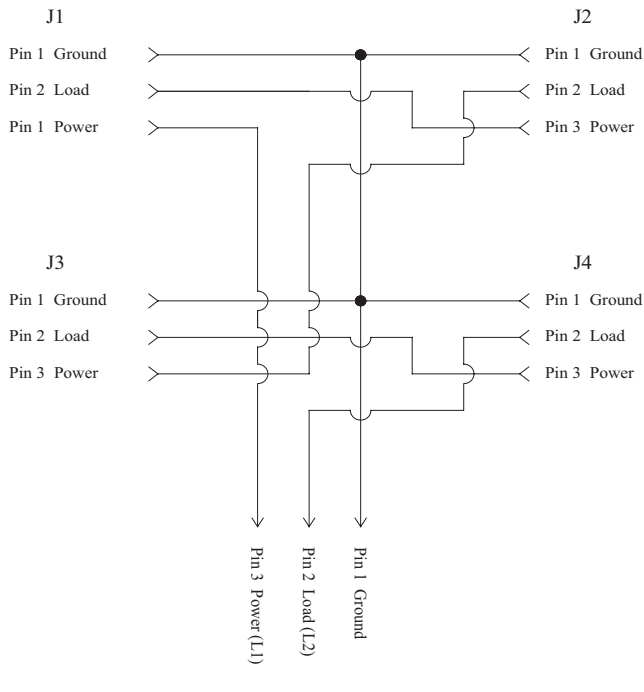 J1
J2
Pin 1 Ground
Pin 1 Ground
Pin 2 Load
Pin 2 Load
Pin 1 Power
Pin 3 Power
J3
J4
Pin 1 Ground
Pin 1 Ground
Pin 2 Load
Pin 2 Load
Pin 3 Power
Pin 3 Power
Pin 3 Power (L1)
Pin 2 Load (L2)
Pin 1 Ground